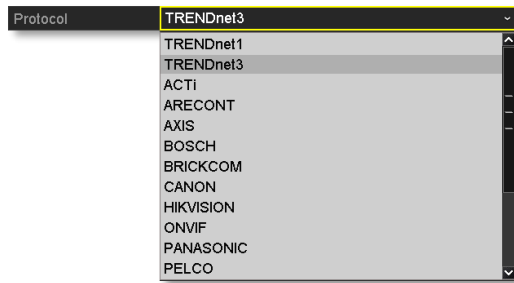 Protocol TRENDnet3
TRENDnet1
TRENDnet3
ACTi
ARECONT
AXIS
BOSCH
BRICKCOM
CANON
HIKVISION
ONVIF
PANASONIC
PELCO